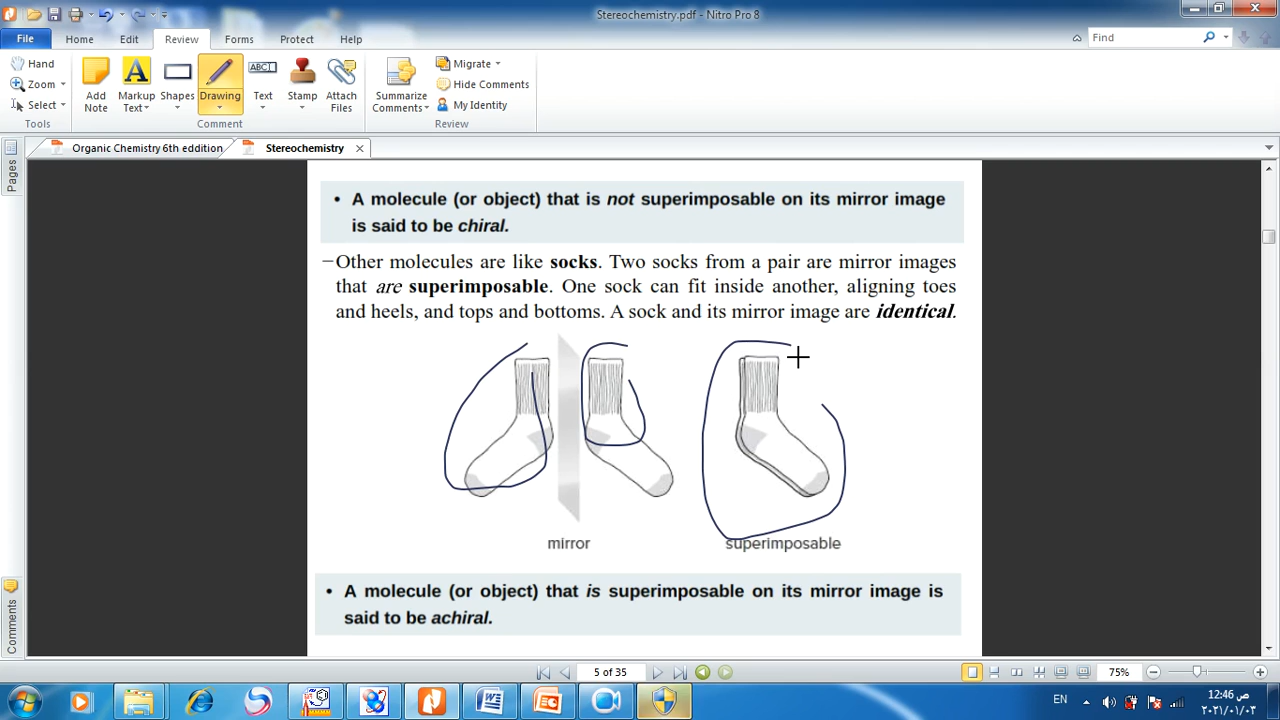 Stereochemistry.pdf - Nitro Pro 8
File Home Edit Review Forms Protect Help Find
Hand
Zoom
Select
Tools
Add Note
Markup Text
Shapes
Drawing
Text
Stamp
Attach Files
Comment
Summarize Comments
Migrate
Hide Comments
My Identity
Review
Organic Chemistry 6th eddition Stereochemistry
Pages
• A molecule (or object) that is not superimposable on its mirror image
is said to be chiral.
–Other molecules are like socks. Two socks from a pair are mirror images
that are superimposable. One sock can fit inside another, aligning toes
and heels, and tops and bottoms. A sock and its mirror image are identical.
mirror superimposable
• A molecule (or object) that is superimposable on its mirror image is
said to be achiral.
Comments
5 of 35 75%
EN 12:46 ص
٢٠٢١/٠١/٠٣